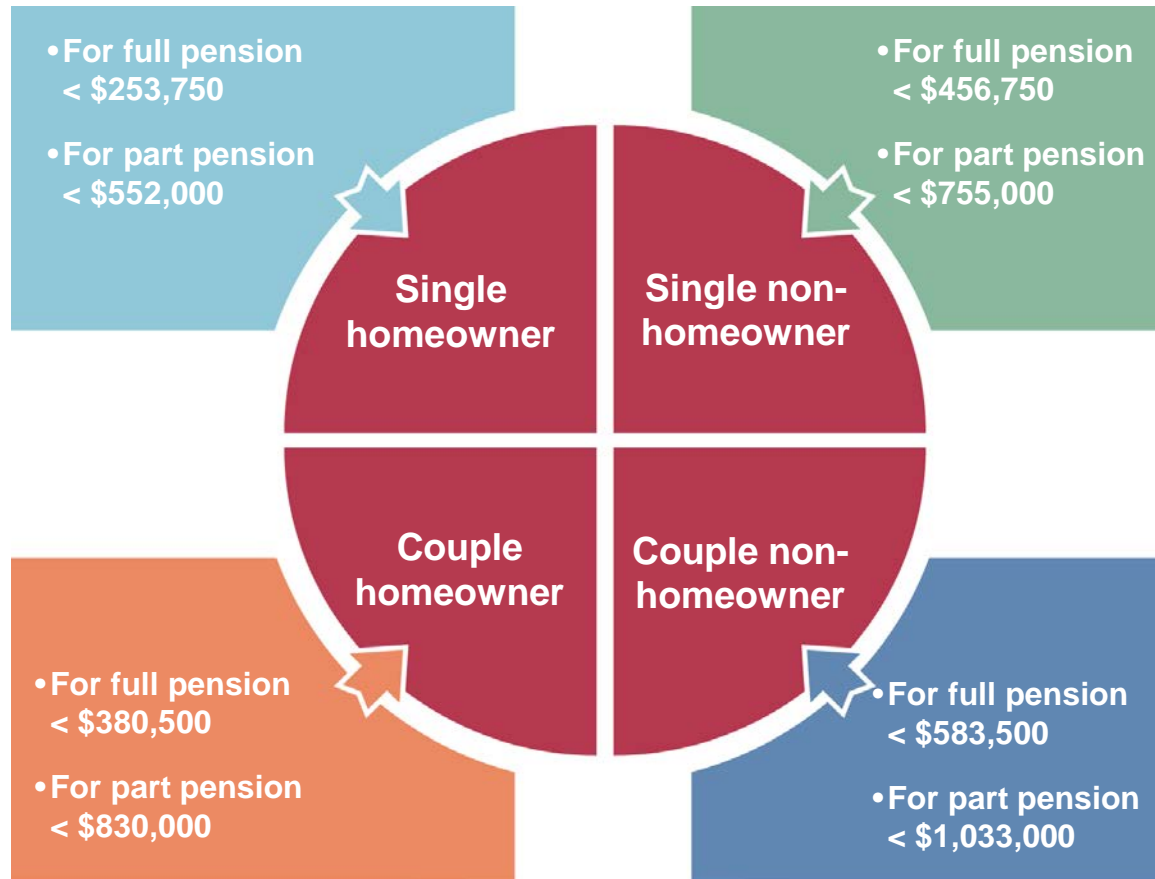 •For full pension
< $253,750
•For part pension
< $552,000
•For full pension
< $456,750
•For part pension
< $755,000
Single
homeowner
Single non-
homeowner
Couple
homeowner
Couple non-
homeowner
•For full pension
< $380,500
•For part pension
< $830,000
•For full pension
< $583,500
•For part pension
< $1,033,000